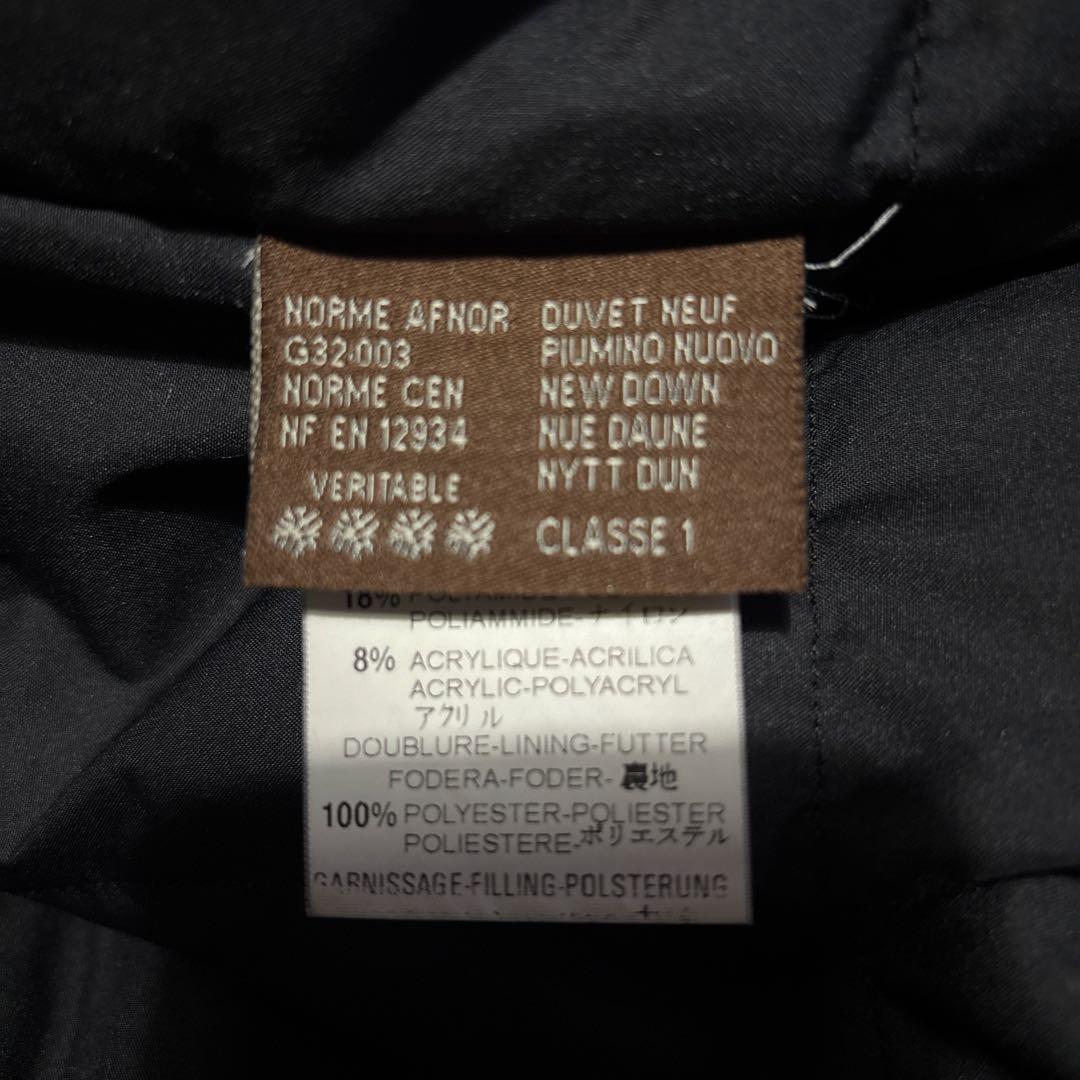 NORME AFNOR
G32-003
NORME CEN
NF EN 12934
VERITABLE
DUVET NEUF
PIUMINO NUOVO
NEW DOWN
NUE DAUNE
NYTT DUN
CLASSE 1
18%
POLIAMMIDE-ナイロン
8% ACRYLIQUE-ACRILICA
ACRYLIC-POLYACRYL
アクリル
DOUBLURE-LINING-FUTTER
FODERA-FODER-裏地
100% POLYESTER-POLIESTER
POLIESTERE-ポリエステル
GARNISSAGE-FILLING-POLSTERUNG